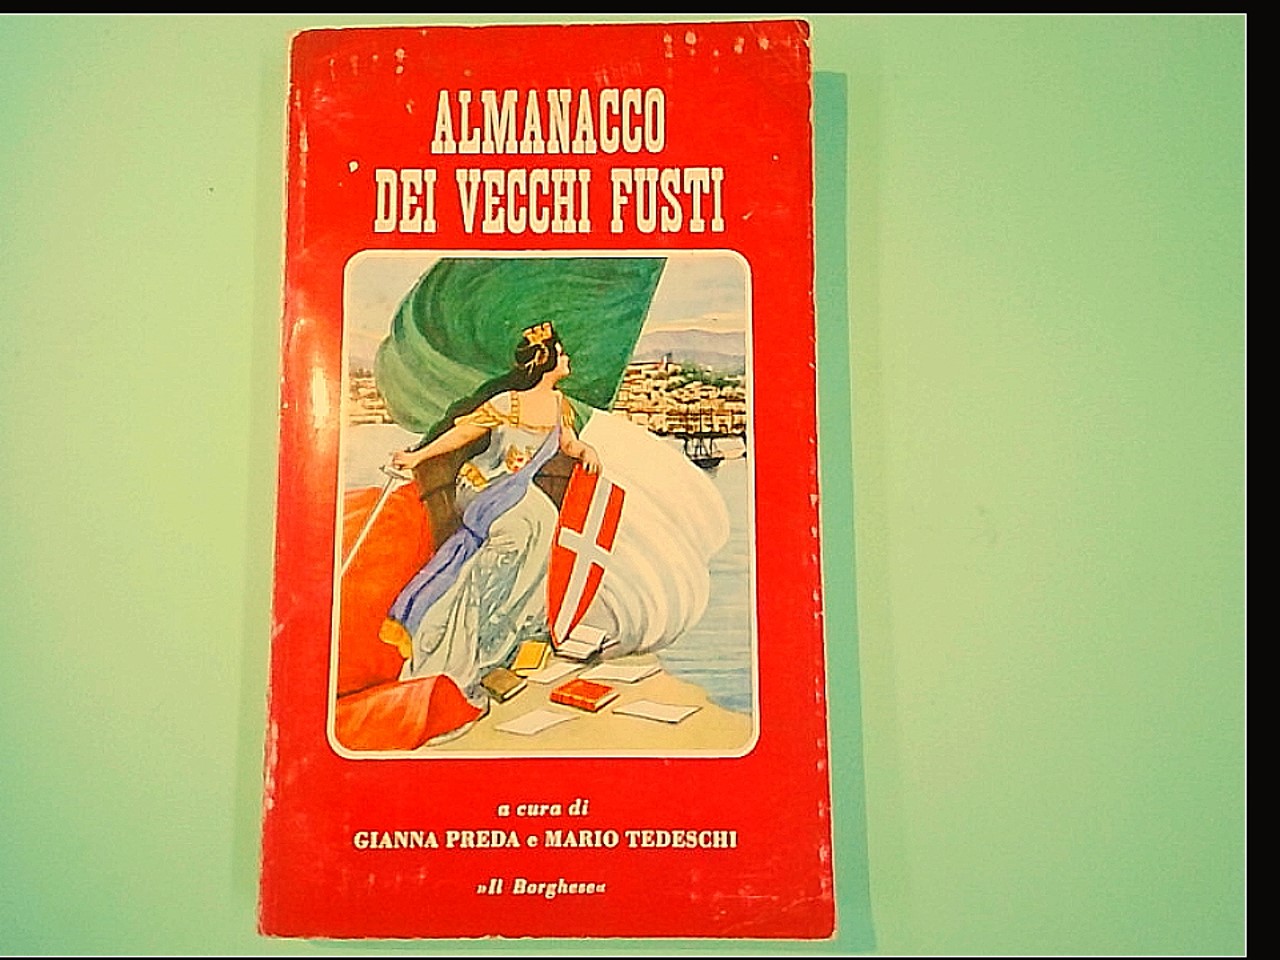 ALMANACCO
DEI VECCHI FUSTI
a cura di
GIANNA PREDA e MARIO TEDESCHI
»Il Borghese«